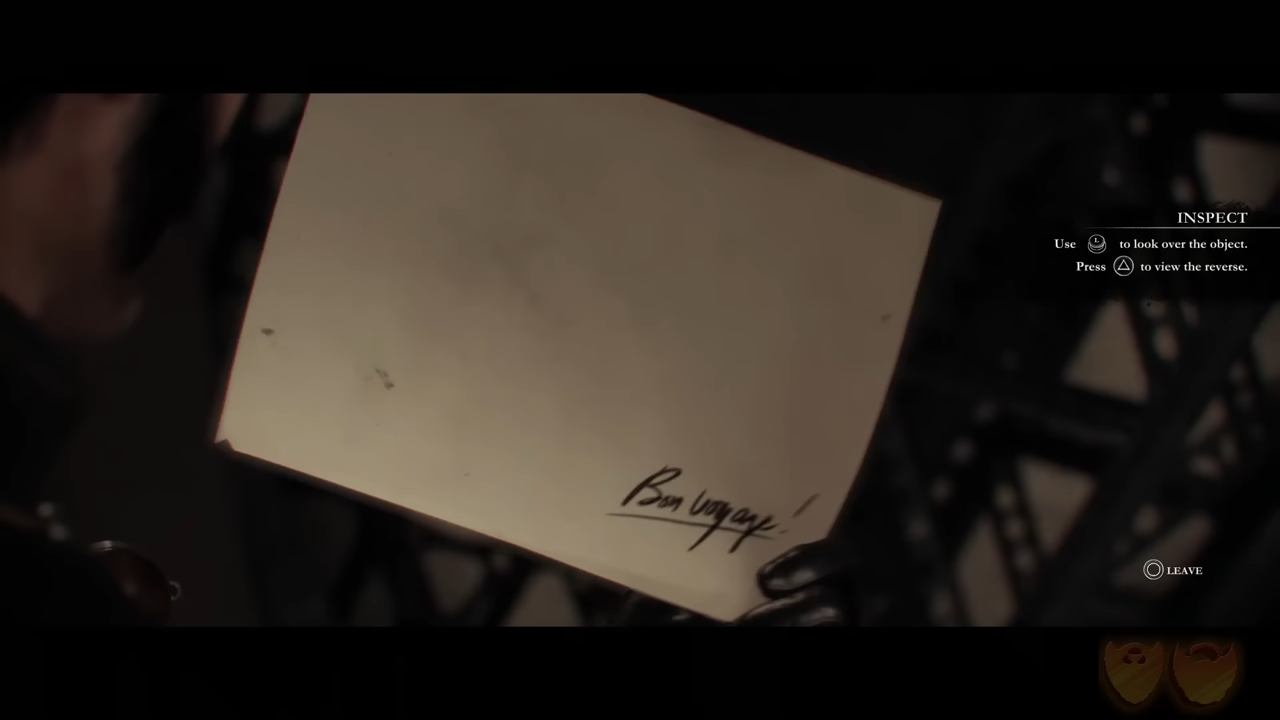 INSPECT
Use L to look over the object.
Press to view the reverse.
Bon voyage!
LEAVE